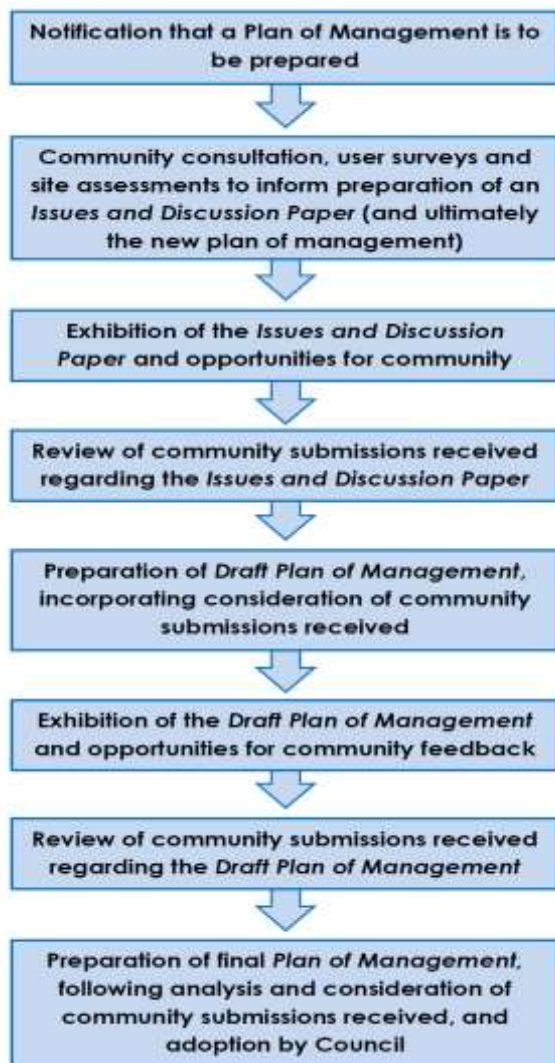 Notification that a Plan of Management is to
be prepared
Community consultation, user surveys and
site assessments to inform preparation of an
Issues and Discussion Paper (and ultimately
the new plan of management)
Exhibition of the Issues and Discussion
Paper and opportunities for community
Review of community submissions received
regarding the Issues and Discussion Paper
Preparation of Draft Plan of Management,
incorporating consideration of community
submissions received
Exhibition of the Draft Plan of Management
and opportunities for community feedback
Review of community submissions received
regarding the Draft Plan of Management
Preparation of final Plan of Management,
following analysis and consideration of
community submissions received, and
adoption by Council